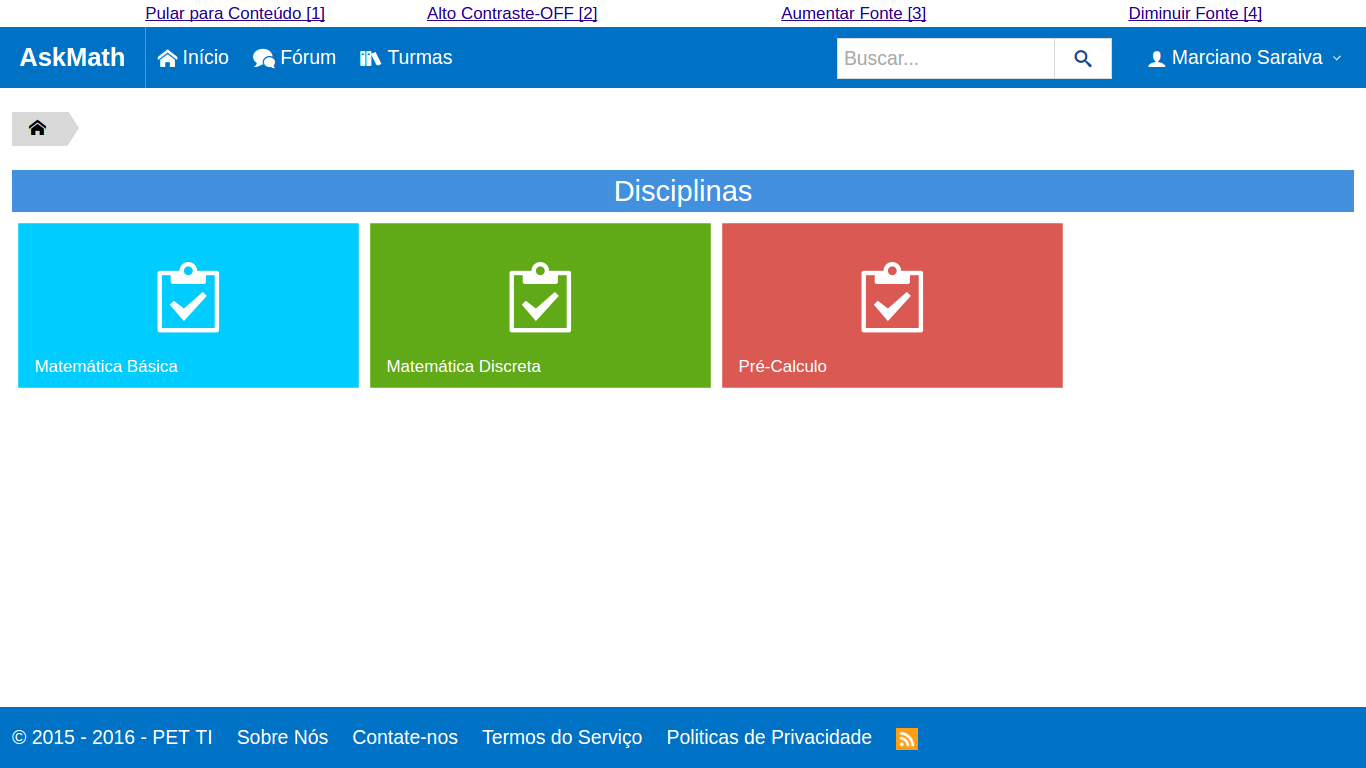 Pular para Conteúdo [1] Alto Contraste-OFF [2] Aumentar Fonte [3] Diminuir Fonte [4]
AskMath Início Fórum Turmas Buscar... Marciano Saraiva
Disciplinas
Matemática Básica Matemática Discreta Pré-Calculo
© 2015 - 2016 - PET TI Sobre Nós Contate-nos Termos do Serviço Politicas de Privacidade